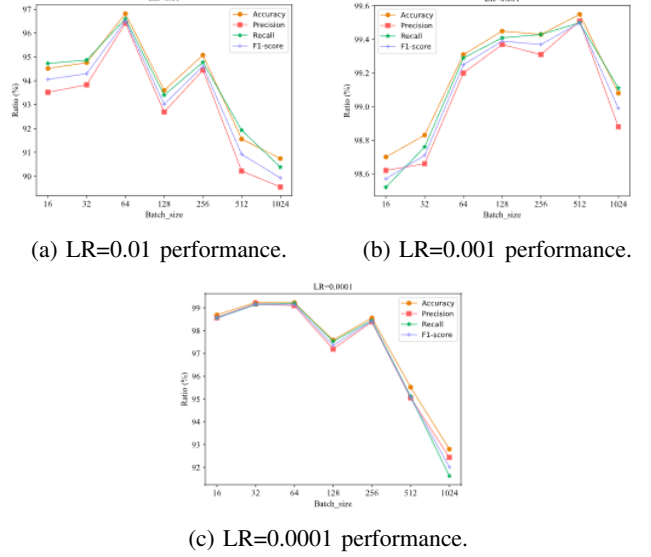 97
96
95
94
93
92
91
90
Ratio (%)
Accuracy
Precision
Recall
F1-score
16 32 64 128 256 512 1024
Batch_size
(a) LR=0.01 performance.
99.6
99.4
99.2
99.0
98.8
98.6
Ratio (%)
Accuracy
Precision
Recall
F1-score
16 32 64 128 256 512 1024
Batch_size
(b) LR=0.001 performance.
LR=0.0001
99
98
97
96
95
94
93
92
Ratio (%)
Accuracy
Precision
Recall
F1-score
16 32 64 128 256 512 1024
Batch_size
(c) LR=0.0001 performance.